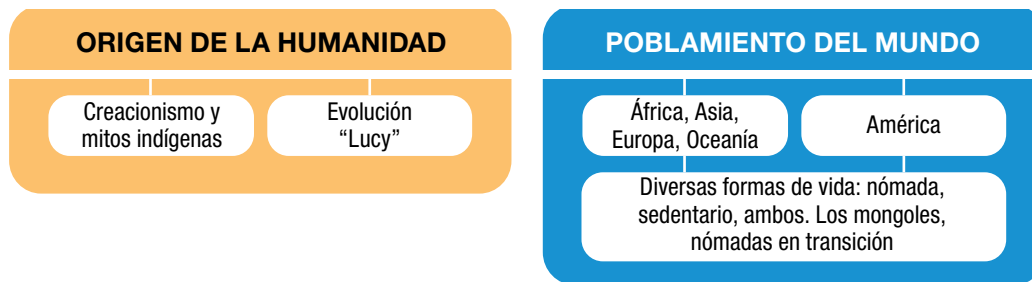 ORIGEN DE LA HUMANIDAD
Creacionismo y
mitos indígenas
Evolución
“Lucy”
POBLAMIENTO DEL MUNDO
África, Asia,
Europa, Oceanía
América
Diversas formas de vida: nómada,
sedentario, ambos. Los mongoles,
nómadas en transición